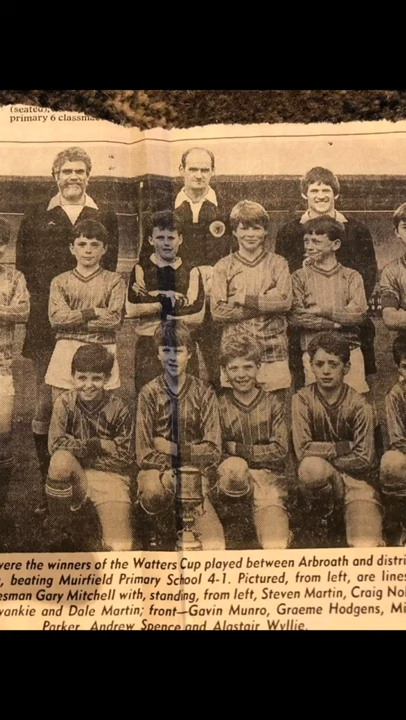 (seated),
primary 6
were the winners of the Watters Cup played between Arbroath and distri
, beating Muirfield Primary School 4-1. Pictured, from left, are lines
esman Gary Mitchell with, standing, from left, Steven Martin, Craig No
vankie and Dale Martin; front—Gavin Munro, Graeme Hodgens, Mi
Parker, Andrew Spence and Alastair Wyllie.